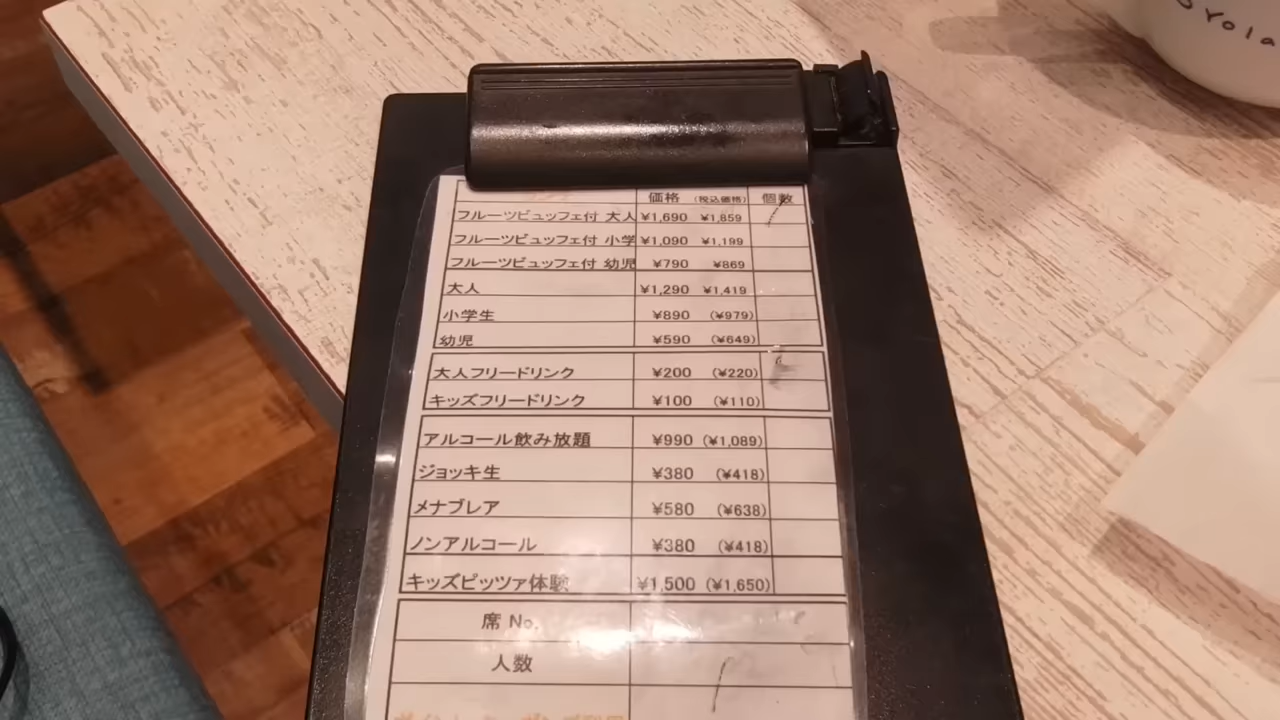 yola
価格 (税込価格) 個数
フルーツビュッフェ付 大人 ¥1,690 ¥1,859
フルーツビュッフェ付 小学 ¥1,090 ¥1,199
フルーツビュッフェ付 幼児 ¥790 ¥869
大人 ¥1,290 ¥1,419
小学生 ¥890 (¥979)
幼児 ¥590 (¥649)
大人フリードリンク ¥200 (¥220)
キッズフリードリンク ¥100 (¥110)
アルコール飲み放題 ¥990 (¥1,089)
ジョッキ生 ¥380 (¥418)
メナブレア ¥580 (¥638)
ノンアルコール ¥380 (¥418)
キッズピッツァ体験 ¥1,500 (¥1,650)
席 No.
人数